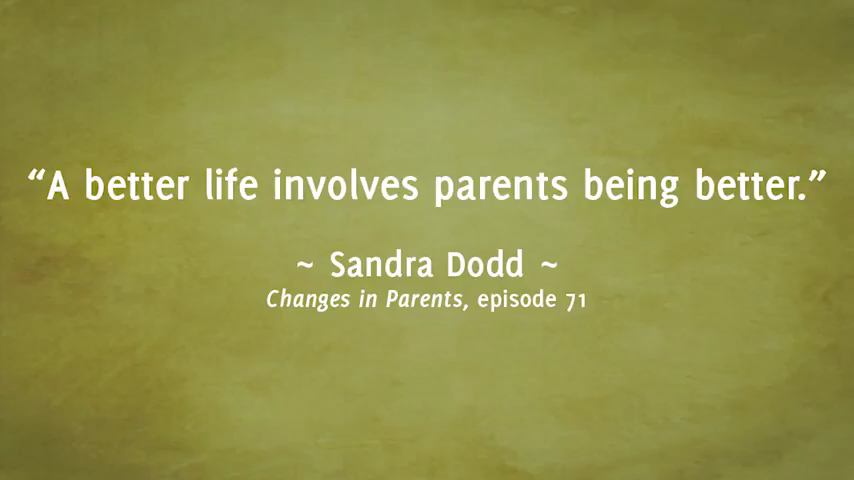 “A better life involves parents being better.”
~ Sandra Dodd ~
Changes in Parents, episode 71